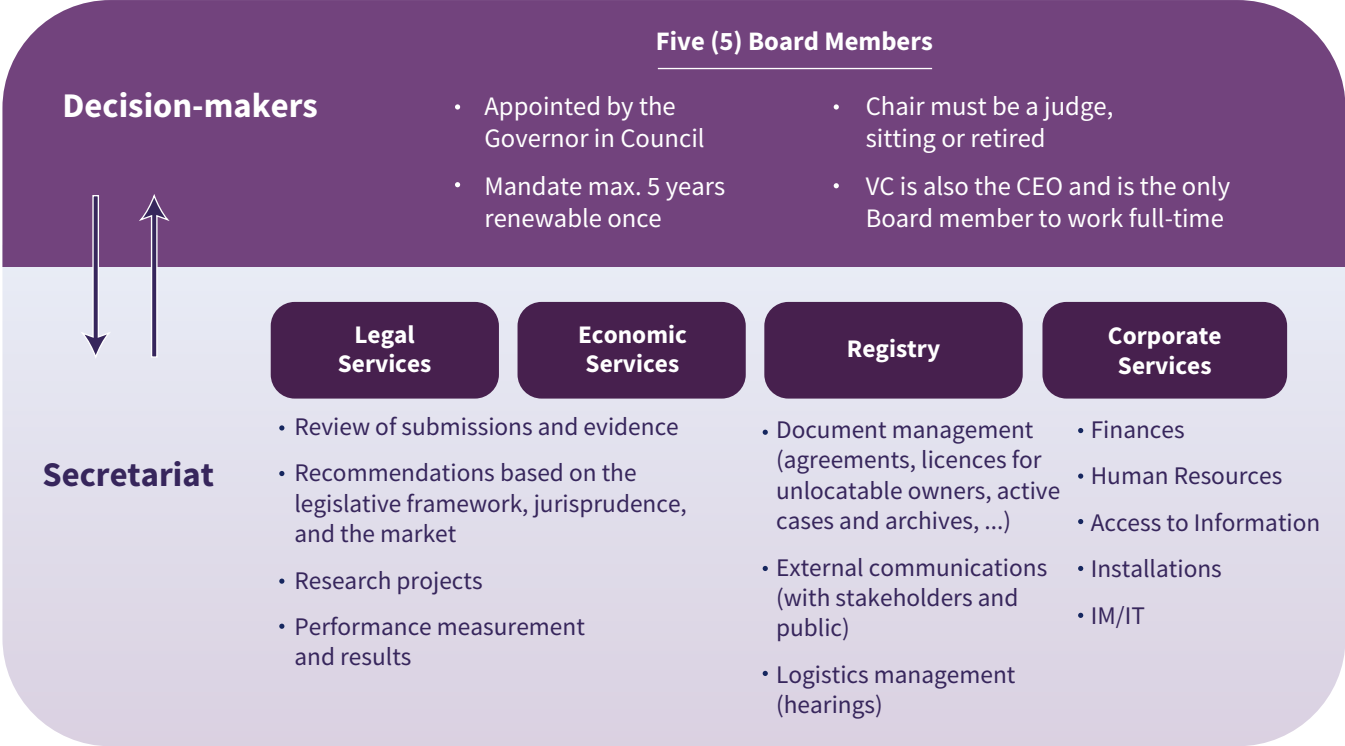 Five (5) Board Members
Decision-makers
• Appointed by the
Governor in Council
• Mandate max. 5 years
renewable once
• Chair must be a judge,
sitting or retired
• VC is also the CEO and is the only
Board member to work full-time
Secretariat
Legal
Services
Economic
Services
• Review of submissions and evidence
• Recommendations based on the
legislative framework, jurisprudence,
and the market
• Research projects
• Performance measurement
and results
Registry
• Document management
(agreements, licences for
unlocatable owners, active
cases and archives, ...)
• External communications
(with stakeholders and
public)
• Logistics management
(hearings)
Corporate
Services
• Finances
• Human Resources
• Access to Information
• Installations
• IM/IT